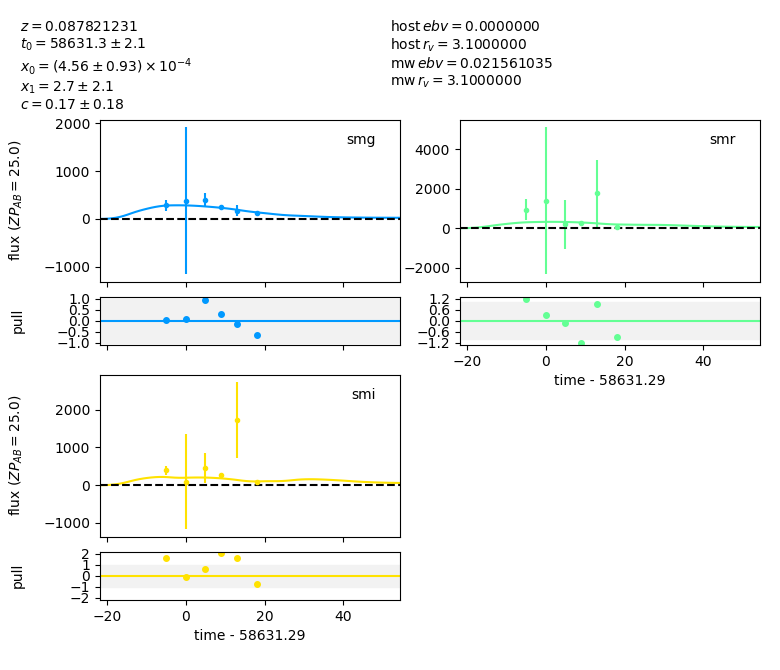 z = 0.087821231
t₀ = 58631.3 ± 2.1
x₀ = (4.56 ± 0.93) × 10⁻⁴
x₁ = 2.7 ± 2.1
c = 0.17 ± 0.18
host ebv = 0.0000000
host r_v = 3.1000000
mw ebv = 0.021561035
mw r_v = 3.1000000
flux (ZP_AB = 25.0)
2000
1000
0
−1000
smg
4000
2000
0
−2000
smr
pull
1.0
0.5
0.0
−0.5
−1.0
1.2
0.6
0.0
−0.6
−1.2
−20
0
20
40
time - 58631.29
flux (ZP_AB = 25.0)
2000
1000
0
−1000
smi
pull
2
1
0
−1
−2
−20
0
20
40
time - 58631.29